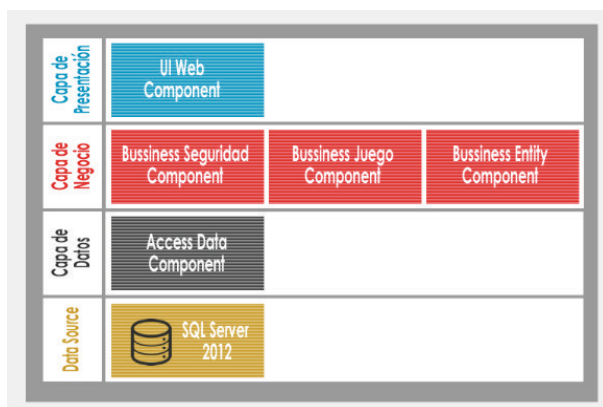 Capa de
Presentación
UI Web
Component
Capa de
Negocio
Bussiness Seguridad
Component
Bussiness Juego
Component
Bussiness Entity
Component
Capa de
Datos
Access Data
Component
Data Source
SQL Server
2012